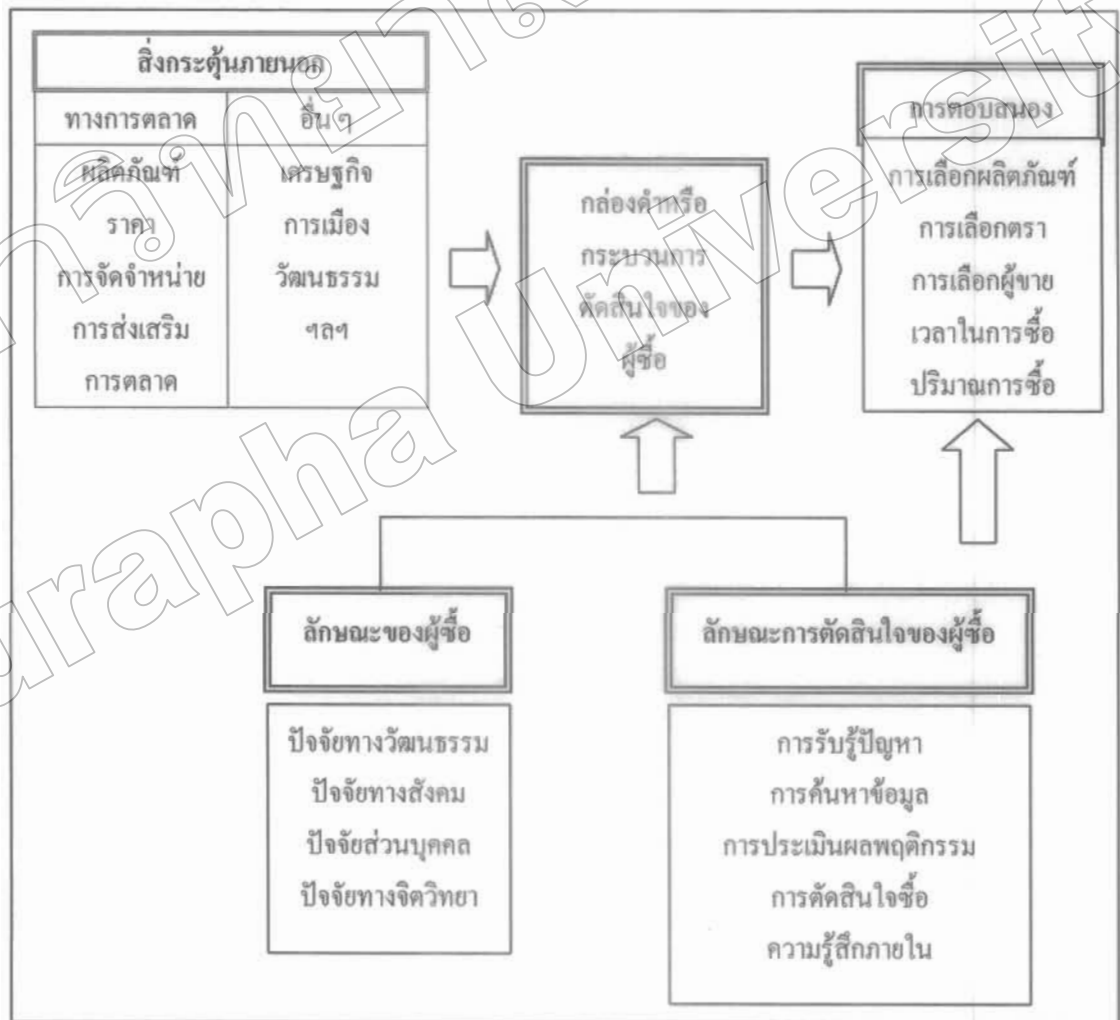 สิ่งกระตุ้นภายนอก
ทางการตลาด อื่น ๆ
ผลิตภัณฑ์ เศรษฐกิจ
ราคา การเมือง
การจัดจำหน่าย วัฒนธรรม
การส่งเสริม ฯลฯ
การตลาด
กล่องดำหรือ
กระบวนการ
ตัดสินใจของ
ผู้ซื้อ
การตอบสนอง
การเลือกผลิตภัณฑ์
การเลือกตรา
การเลือกผู้ขาย
เวลาในการซื้อ
ปริมาณการซื้อ
ลักษณะของผู้ซื้อ
ปัจจัยทางวัฒนธรรม
ปัจจัยทางสังคม
ปัจจัยส่วนบุคคล
ปัจจัยทางจิตวิทยา
ลักษณะการตัดสินใจของผู้ซื้อ
การรับรู้ปัญหา
การค้นหาข้อมูล
การประเมินผลพฤติกรรม
การตัดสินใจซื้อ
ความรู้สึกภายใน